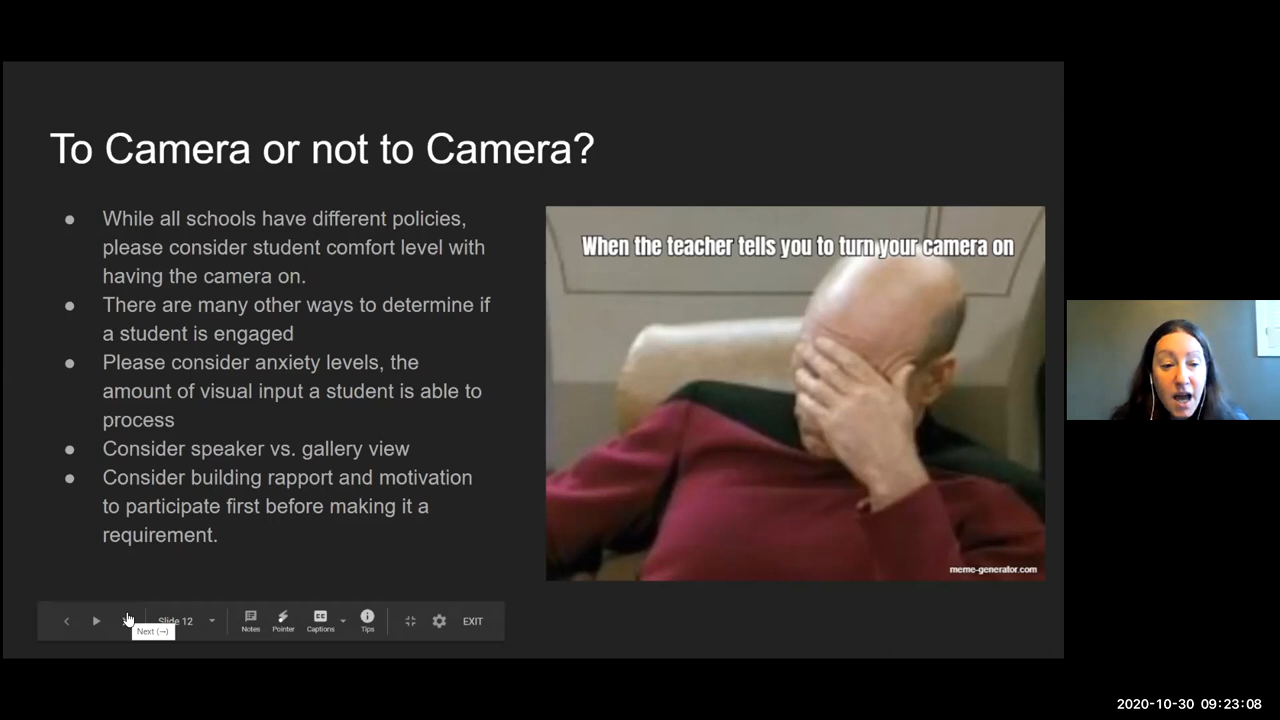 To Camera or not to Camera?
● While all schools have different policies,
please consider student comfort level with
having the camera on.
● There are many other ways to determine if
a student is engaged
● Please consider anxiety levels, the
amount of visual input a student is able to
process
● Consider speaker vs. gallery view
● Consider building rapport and motivation
to participate first before making it a
requirement.
When the teacher tells you to turn your camera on
meme-generator.com
Slide 12
Notes
Pointer
CC
Captions
Tips
EXIT
Next (→)
2020-10-30 09:23:08